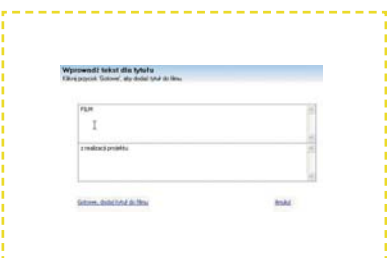 Wprowadź tekst dla tytułu
Kliknij przycisk 'Gotowe', aby dodać tytuł do filmu.
FILM
z realizacji projektu
Gotowe, dodaj tytuł do filmu
Anuluj